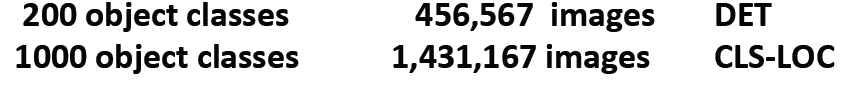 200 object classes 456,567 images DET
1000 object classes 1,431,167 images CLS-LOC